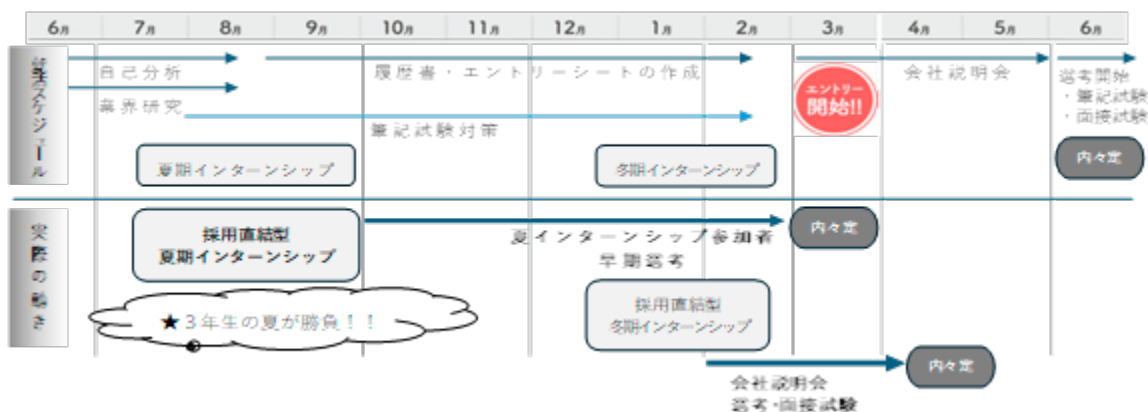 6月 7月 8月 9月 10月 11月 12月 1月 2月 3月 4月 5月 6月
スケジュール
自己分析
履歴書・エントリーシートの作成
エントリー
開始!!
会社説明会
選考開始
・筆記試験
・面接試験
業界研究
筆記試験対策
夏期インターンシップ
冬期インターンシップ
内々定
実際の動き
採用直結型
夏期インターンシップ
夏インターンシップ参加者
早期選考
内々定
★3年生の夏が勝負!!
採用直結型
冬期インターンシップ
内々定
会社説明会
選考・面接試験